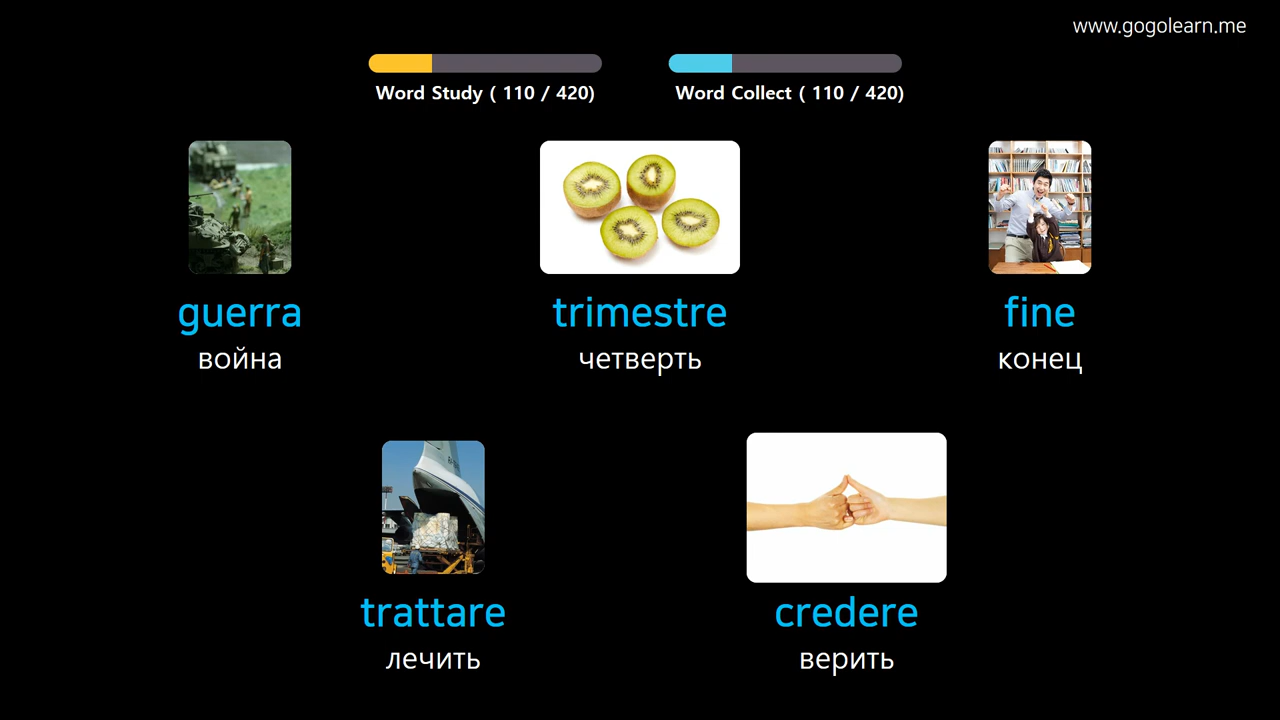 www.gogolearn.me
Word Study ( 110 / 420)
Word Collect ( 110 / 420)
guerra
война
trimestre
четверть
fine
конец
trattare
лечить
credere
верить